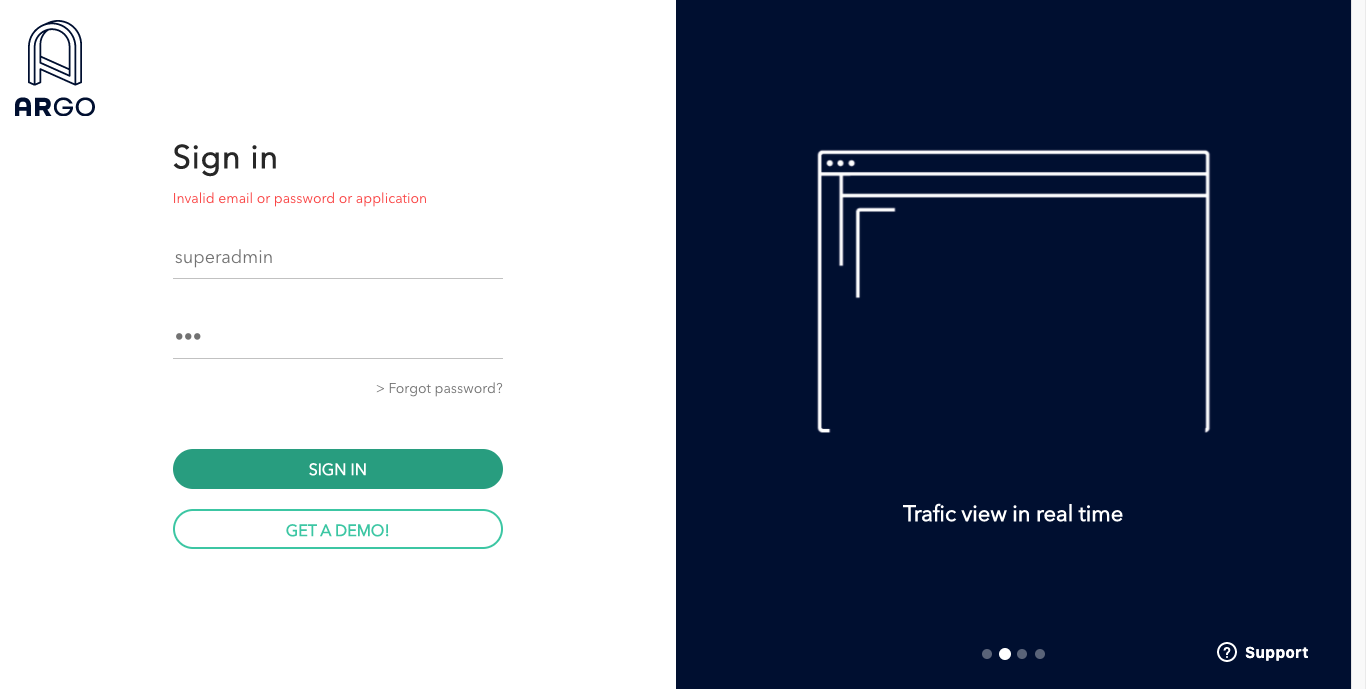 ARGO
Sign in
Invalid email or password or application
superadmin
•••
> Forgot password?
SIGN IN
GET A DEMO!
Trafic view in real time
Support